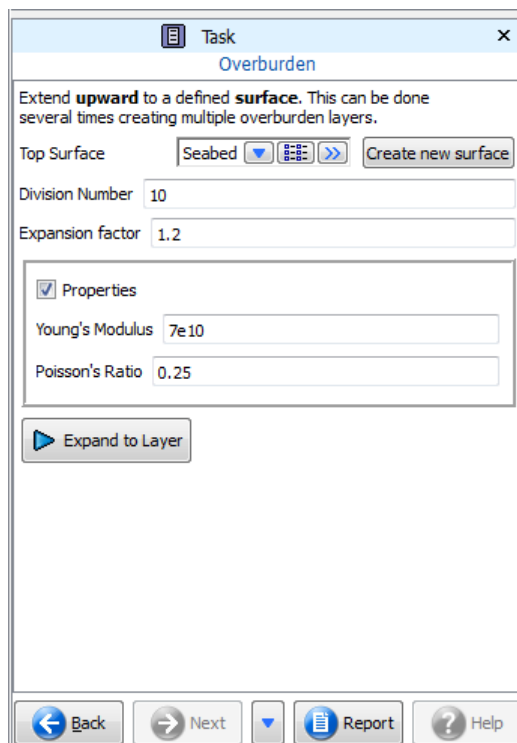 Task
Overburden
Extend upward to a defined surface. This can be done
several times creating multiple overburden layers.
Top Surface Seabed Create new surface
Division Number 10
Expansion factor 1.2
Properties
Young's Modulus 7e10
Poisson's Ratio 0.25
Expand to Layer
Back Next Report Help